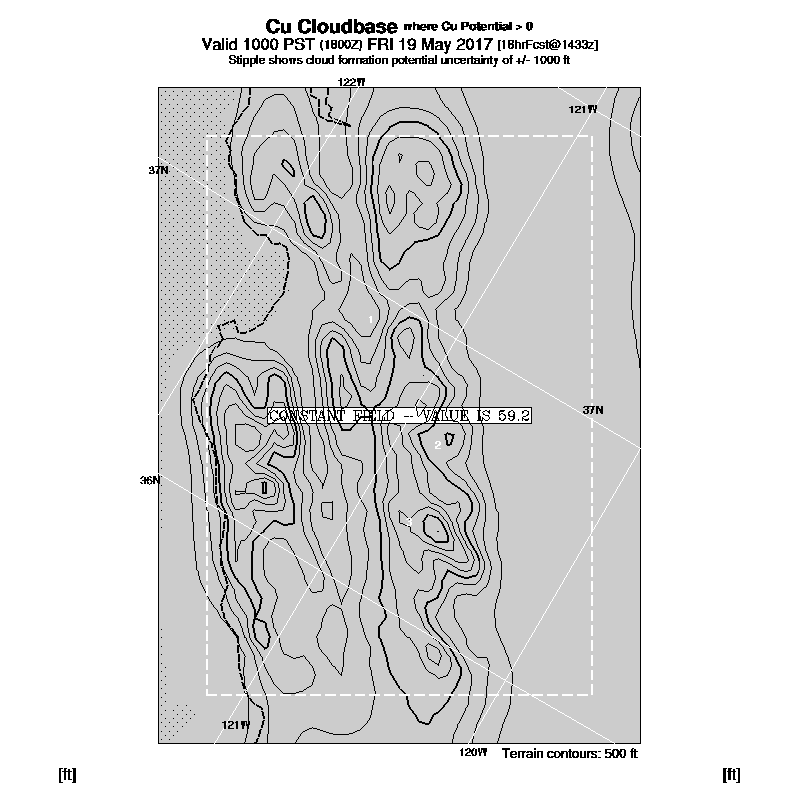 Cu Cloudbase where Cu Potential > 0
Valid 1000 PST (1800Z) FRI 19 May 2017 [18hrFcst@1433z]
Stipple shows cloud formation potential uncertainty of +/- 1000 ft
122W
121W
37N
1
CONSTANT FIELD -- VALUE IS 59.2
37N
2
36N
3
121W
120W
Terrain contours: 500 ft
[ft]
[ft]